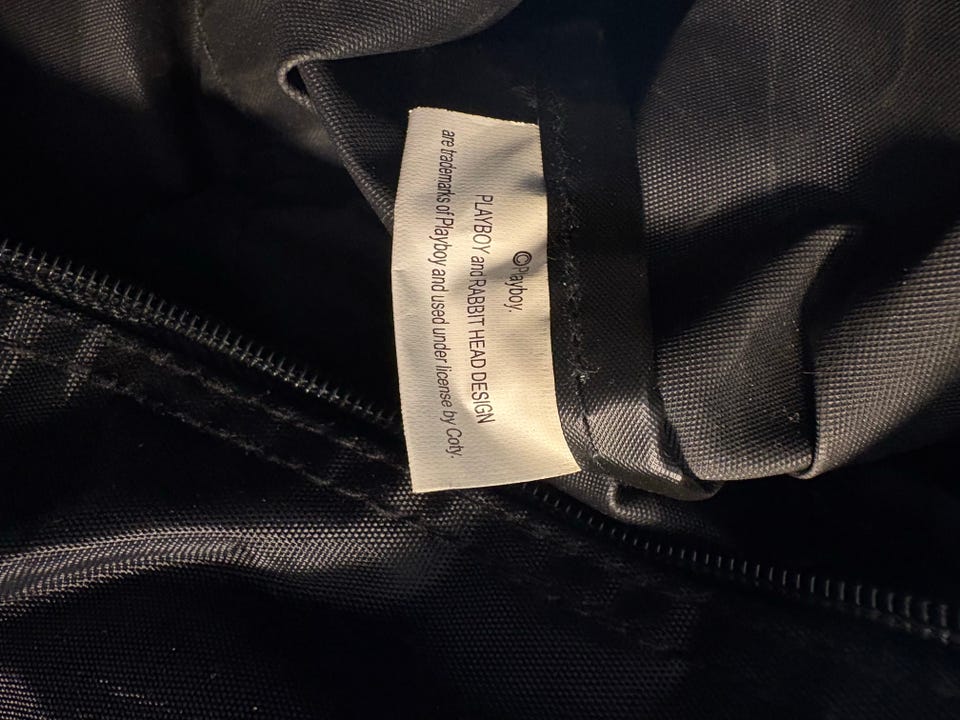 ©Playboy.
PLAYBOY and RABBIT HEAD DESIGN
are trademarks of Playboy and used under license by Coty.